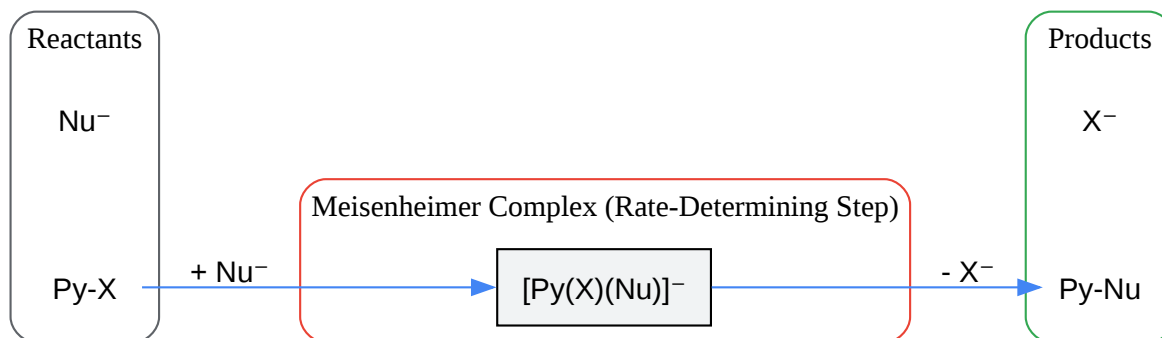 Reactants
Nu⁻
Py-X
+ Nu⁻
Meisenheimer Complex (Rate-Determining Step)
[Py(X)(Nu)]⁻
- X⁻
Products
X⁻
Py-Nu